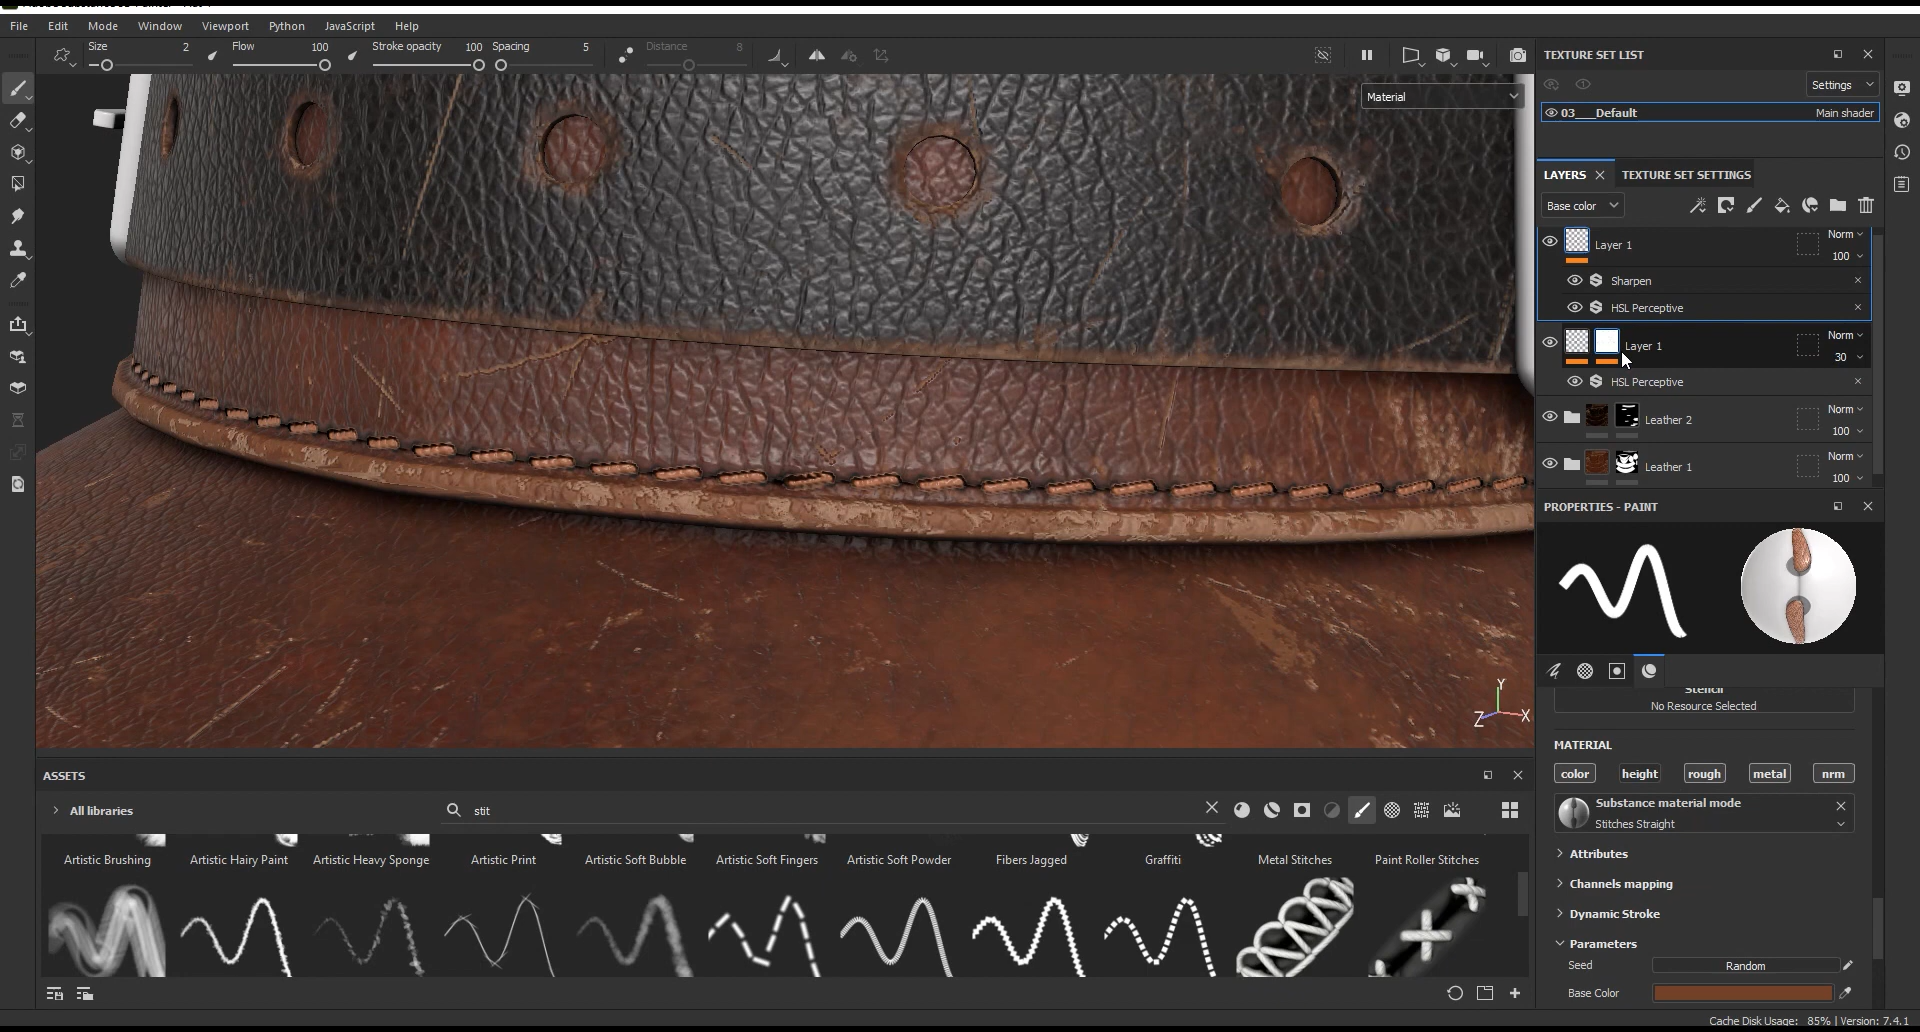 File Edit Mode Window Viewport Python JavaScript Help
Size 2 Flow 100 Stroke opacity 100 Spacing 5 Distance 8
Material
TEXTURE SET LIST
Settings
03___Default Main shader
LAYERS TEXTURE SET SETTINGS
Base color
Layer 1 Norm 100
Sharpen
HSL Perceptive
Layer 1 Norm 30
HSL Perceptive
Leather 2 Norm 100
Leather 1 Norm 100
PROPERTIES - PAINT
Stencil
No Resource Selected
MATERIAL
color height rough metal nrm
Substance material mode
Stitches Straight
Attributes
Channels mapping
Dynamic Stroke
Parameters
Seed Random
Base Color
Y
Z X
ASSETS
All libraries
stit
Artistic Brushing Artistic Hairy Paint Artistic Heavy Sponge Artistic Print Artistic Soft Bubble Artistic Soft Fingers Artistic Soft Powder Fibers Jagged Graffiti Metal Stitches Paint Roller Stitches
Cache Disk Usage: 85% | Version: 7.4.1